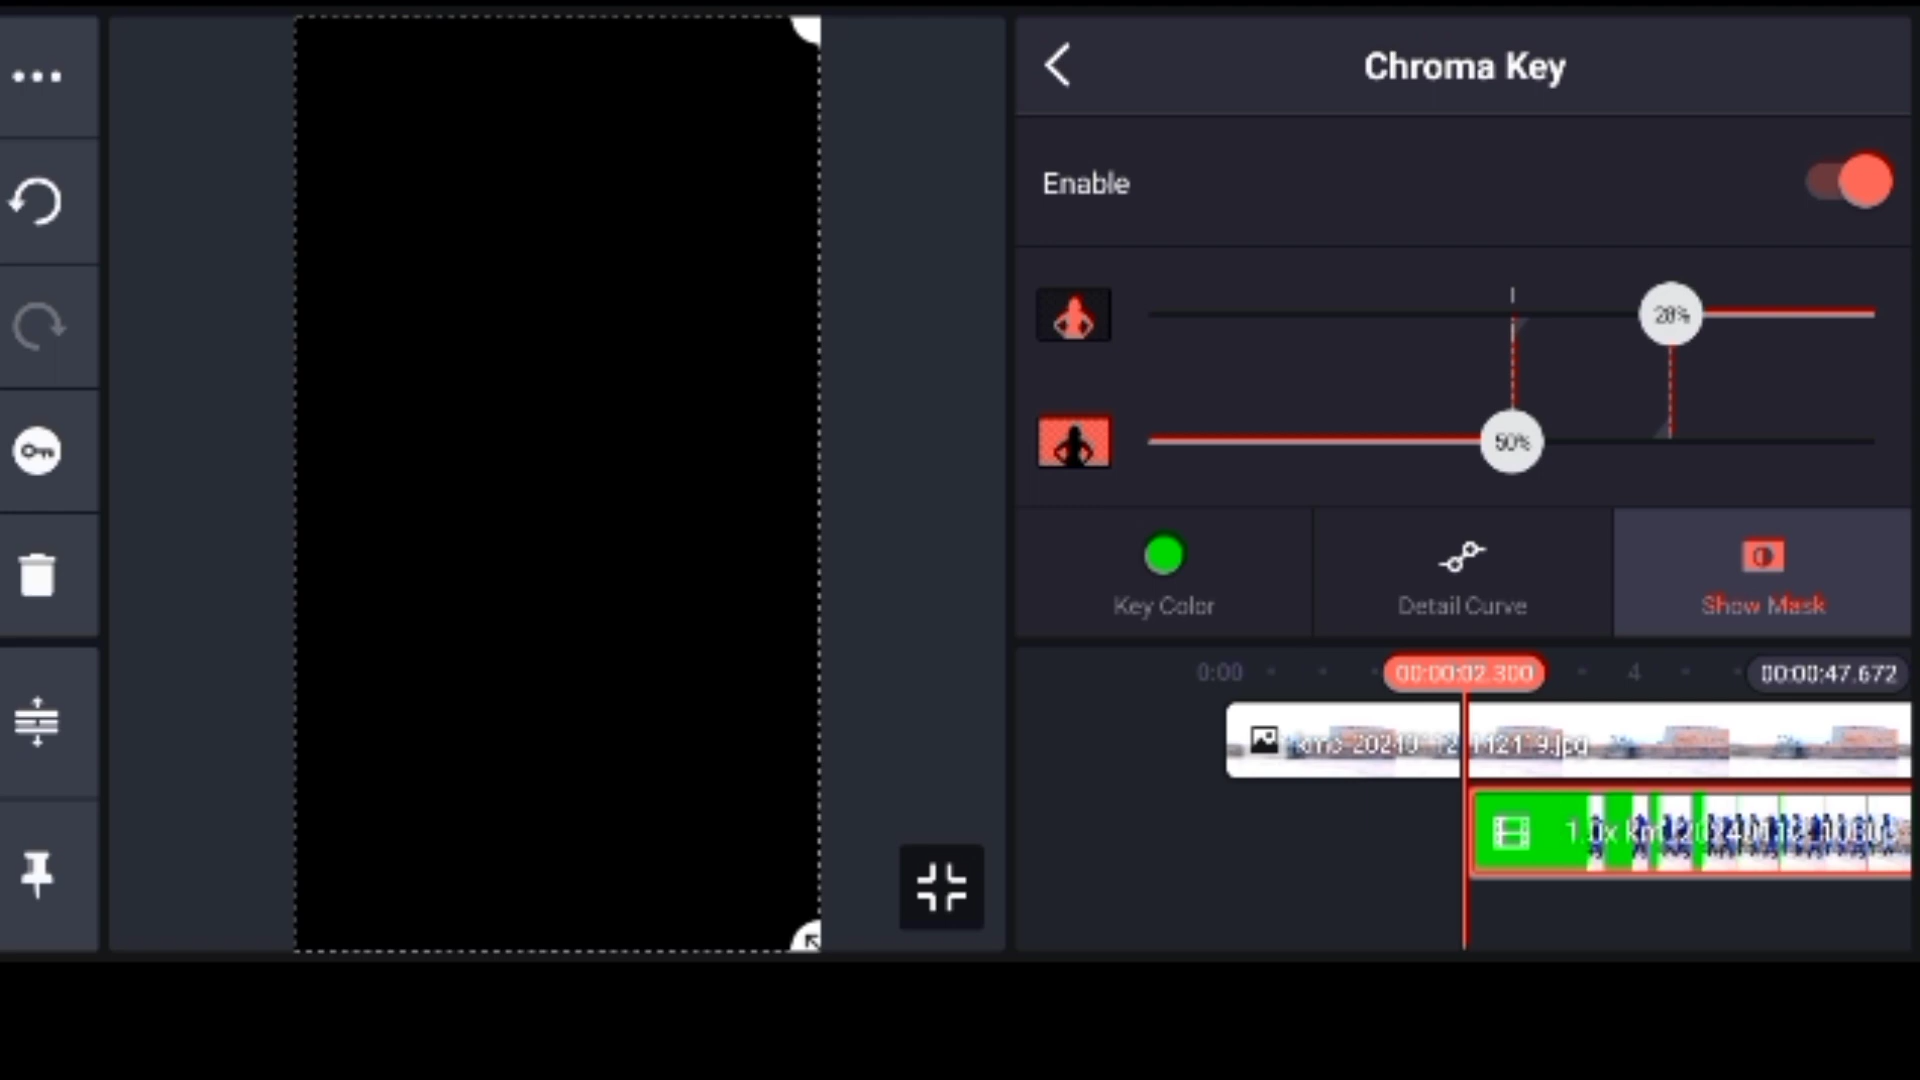 Chroma Key
Enable
28%
50%
Key Color
Detail Curve
Show Mask
0:00
00:00:02.300
4
00:00:47.672
1.0x